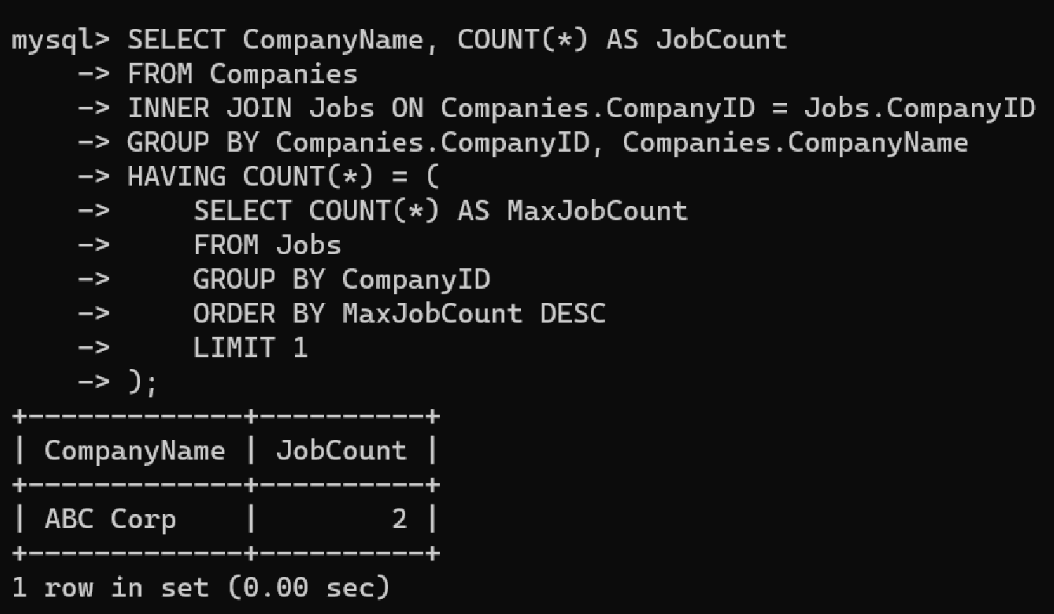 mysql> SELECT CompanyName, COUNT(*) AS JobCount
    -> FROM Companies
    -> INNER JOIN Jobs ON Companies.CompanyID = Jobs.CompanyID
    -> GROUP BY Companies.CompanyID, Companies.CompanyName
    -> HAVING COUNT(*) = (
    ->     SELECT COUNT(*) AS MaxJobCount
    ->     FROM Jobs
    ->     GROUP BY CompanyID
    ->     ORDER BY MaxJobCount DESC
    ->     LIMIT 1
    -> );
+-------------+----------+
| CompanyName | JobCount |
+-------------+----------+
| ABC Corp    |        2 |
+-------------+----------+
1 row in set (0.00 sec)